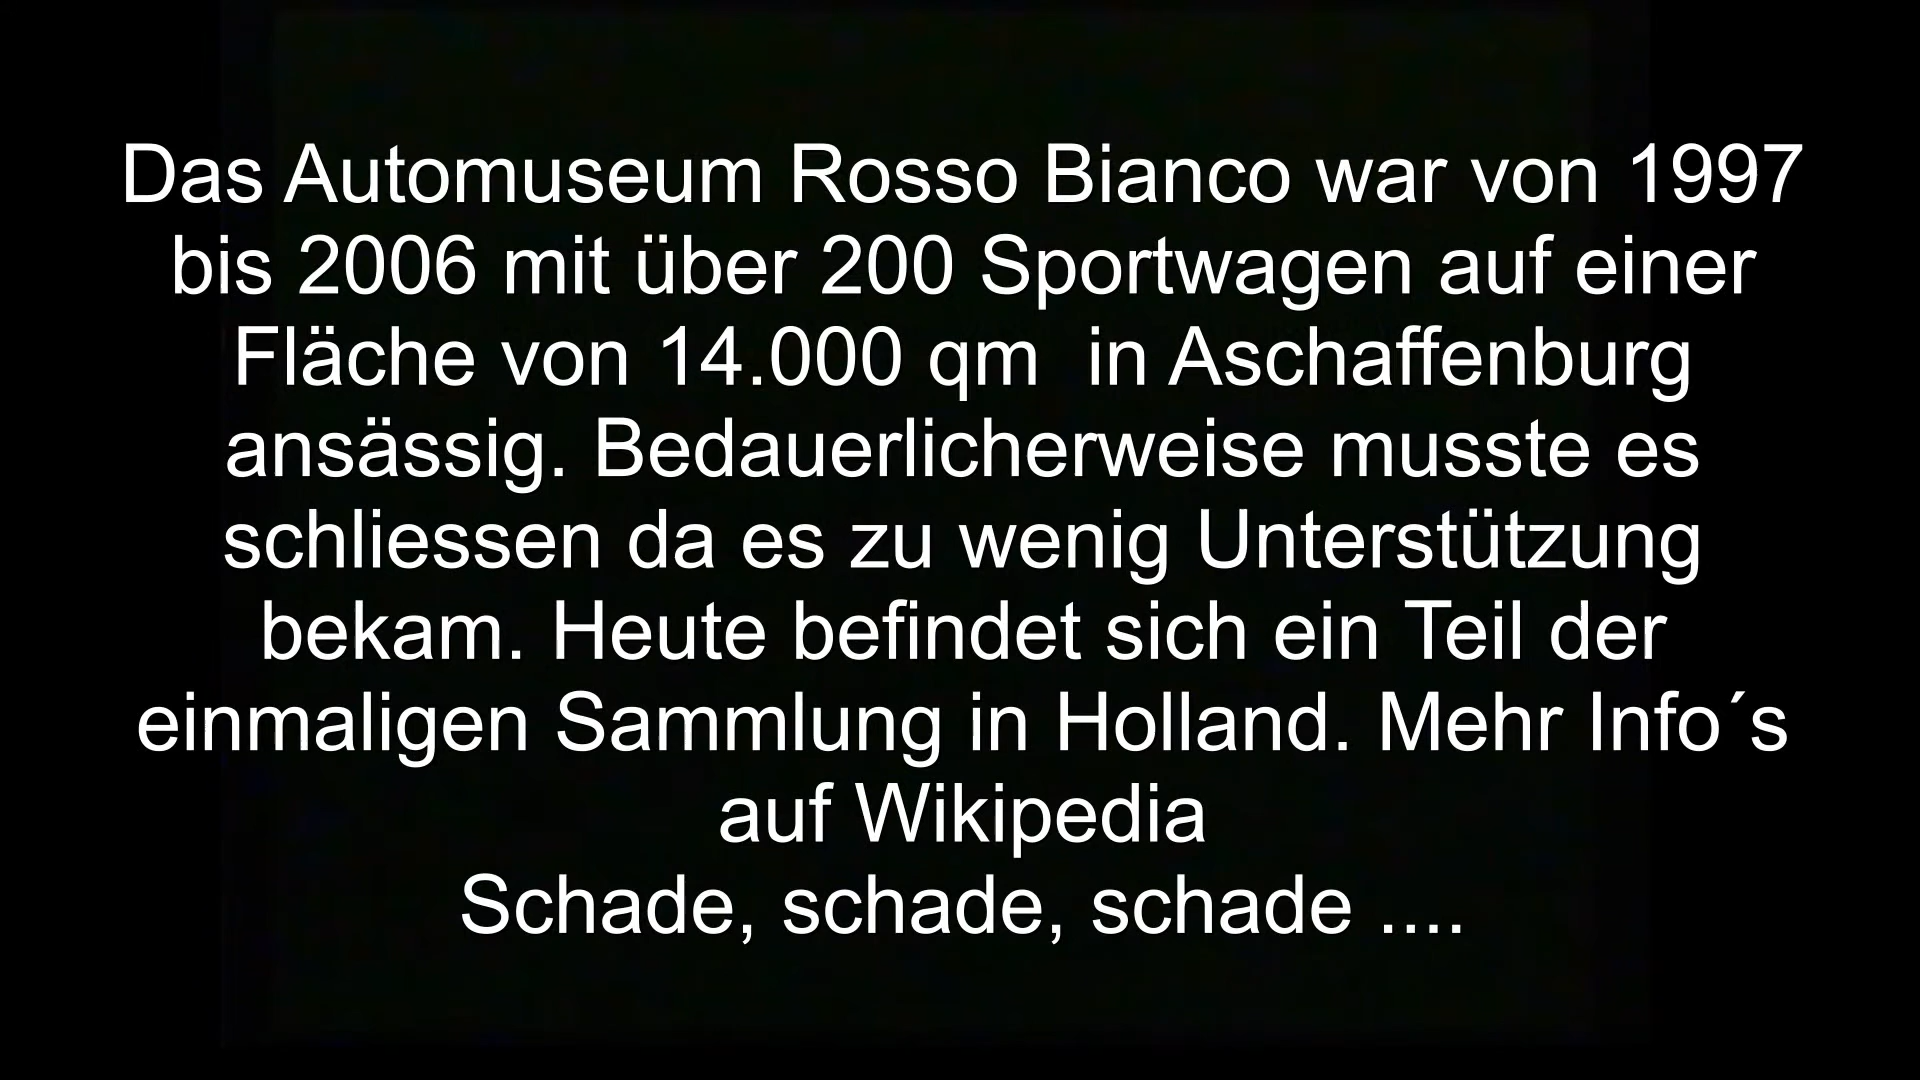 Das Automuseum Rosso Bianco war von 1997
bis 2006 mit über 200 Sportwagen auf einer
Fläche von 14.000 qm  in Aschaffenburg
ansässig. Bedauerlicherweise musste es
schliessen da es zu wenig Unterstützung
bekam. Heute befindet sich ein Teil der
einmaligen Sammlung in Holland. Mehr Info´s
auf Wikipedia
Schade, schade, schade ....